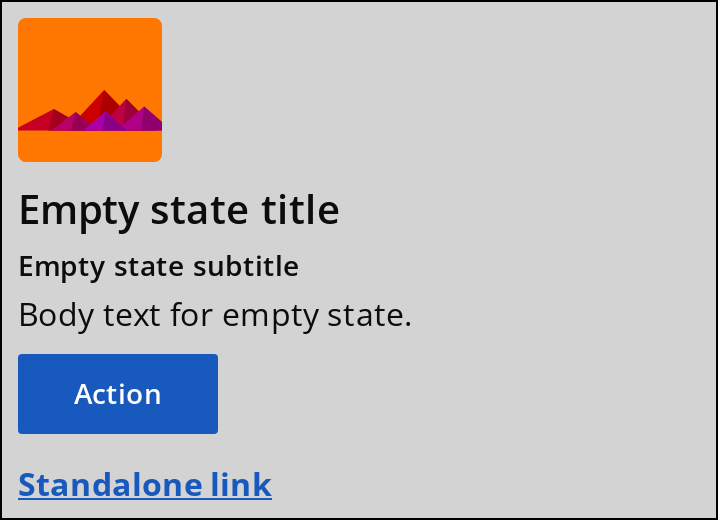 Empty state title
Empty state subtitle
Body text for empty state.
Action
Standalone link